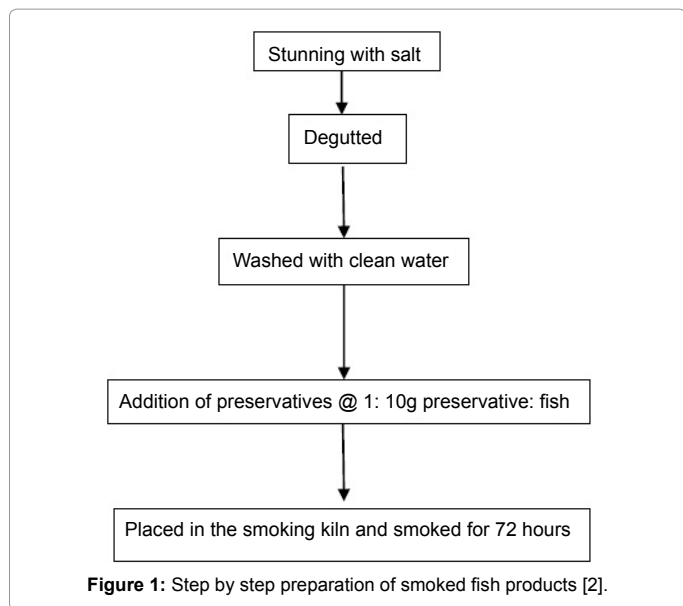 Stunning with salt
Degutted
Washed with clean water
Addition of preservatives @ 1: 10g preservative: fish
Placed in the smoking kiln and smoked for 72 hours
Figure 1: Step by step preparation of smoked fish products [2].